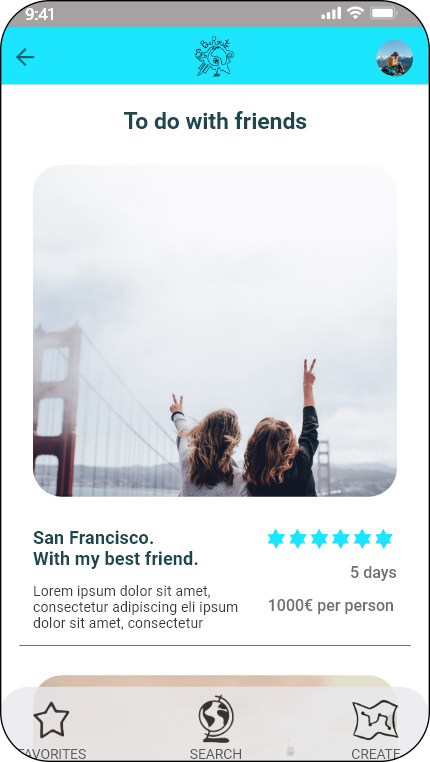 9:41
To do with friends
San Francisco.
With my best friend.
5 days
Lorem ipsum dolor sit amet,
consectetur adipiscing eli ipsum
dolor sit amet, consectetur
1000€ per person
FAVORITES
SEARCH
CREATE